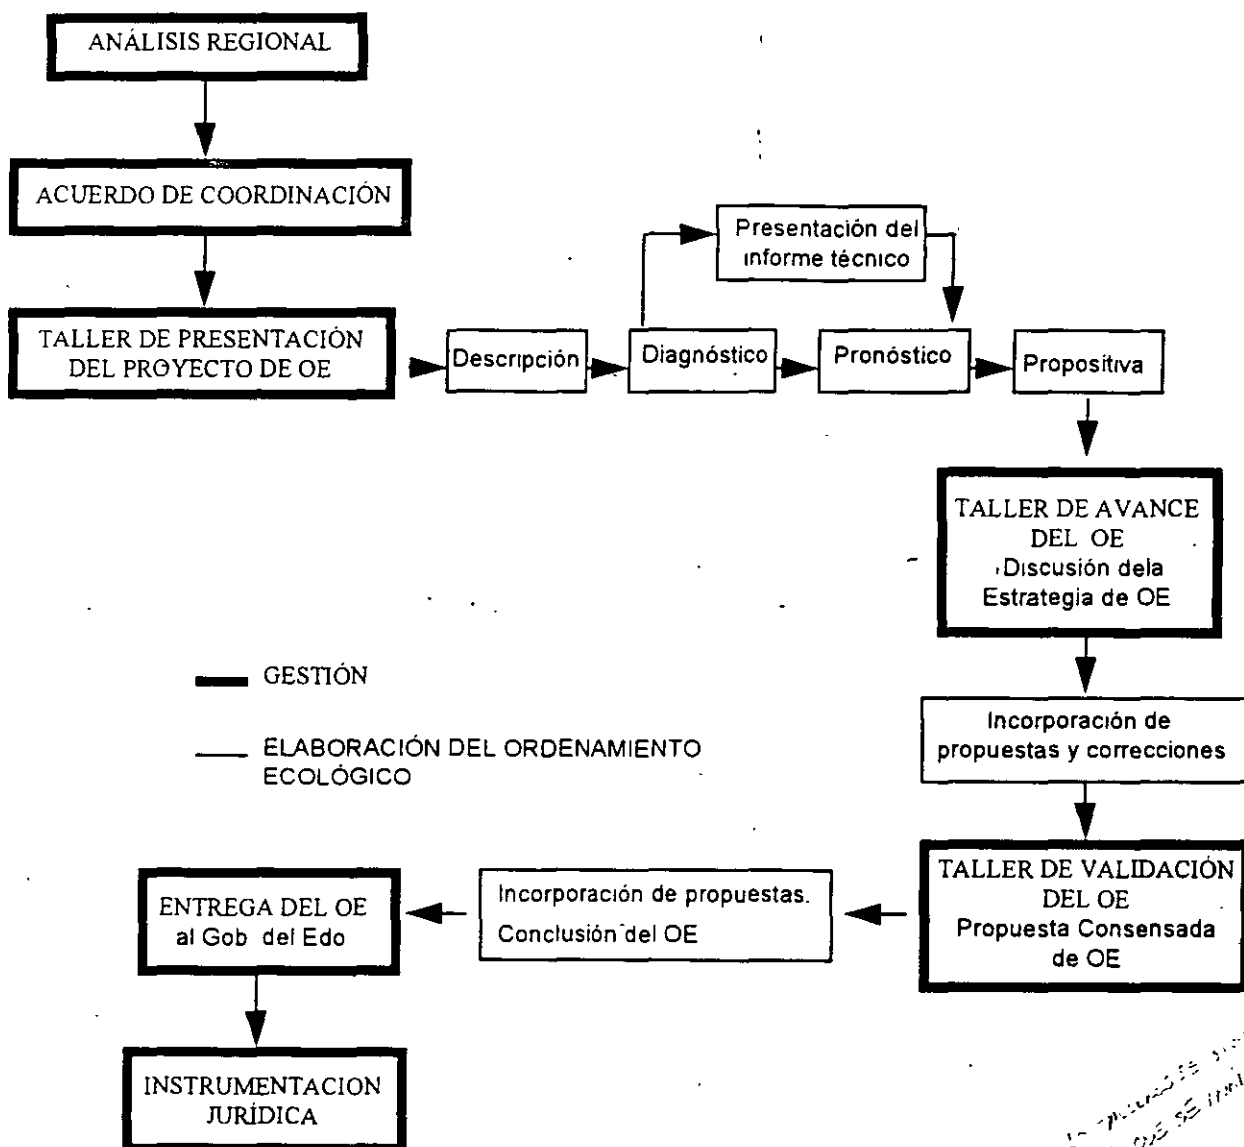 ANÁLISIS REGIONAL
ACUERDO DE COORDINACIÓN
TALLER DE PRESENTACIÓN
DEL PROYECTO DE OE
Descripción
Diagnóstico
Presentación del
informe técnico
Pronóstico
Propositiva
TALLER DE AVANCE
DEL OE
Discusión dela
Estrategia de OE
Incorporación de
propuestas y correcciones
TALLER DE VALIDACIÓN
DEL OE
Propuesta Consensada
de OE
Incorporación de propuestas.
Conclusión del OE
ENTREGA DEL OE
al Gob del Edo
INSTRUMENTACION
JURÍDICA
GESTIÓN
ELABORACIÓN DEL ORDENAMIENTO
ECOLÓGICO
QUE SE